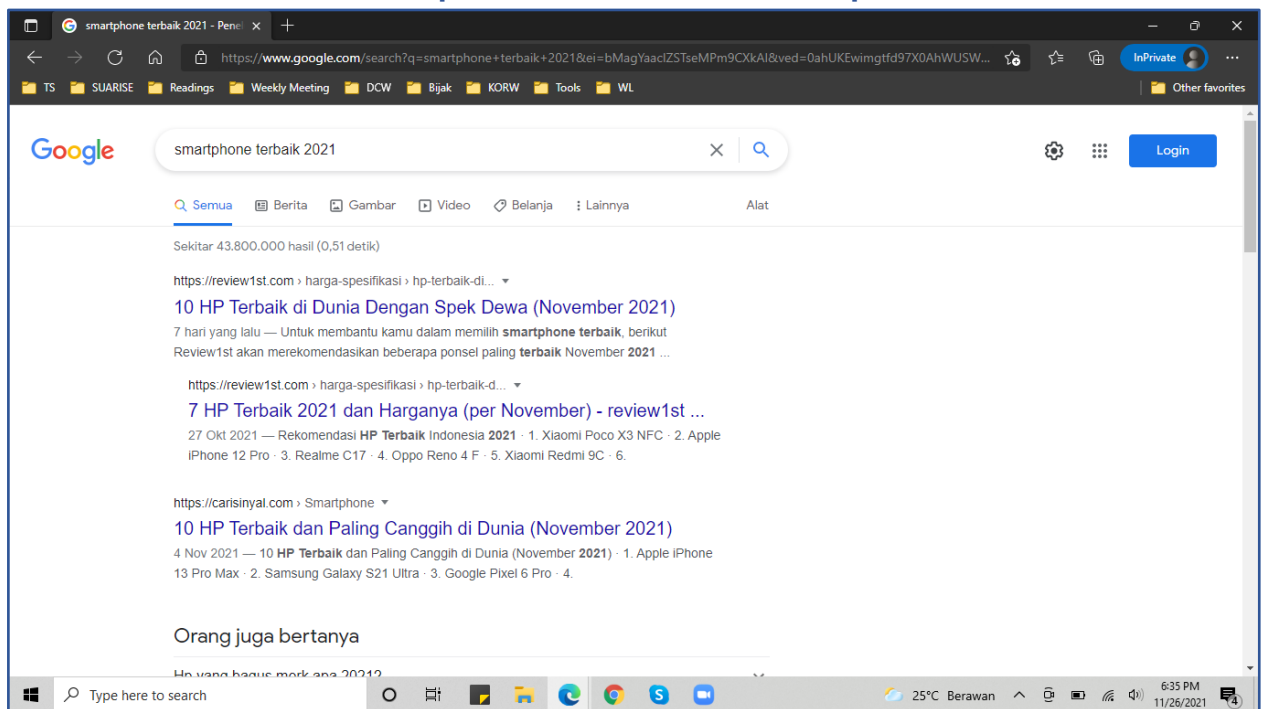 smartphone terbaik 2021 - Penel
https://www.google.com/search?q=smartphone+terbaik+2021&ei=bMagYaacIZSTseMPm9CXkAI&ved=0ahUKEwimgtfd97X0AhWUSW...
InPrivate
TS SUARISE Readings Weekly Meeting DCW Bijak KORW Tools WL Other favorites
Google
smartphone terbaik 2021
Login
Semua Berita Gambar Video Belanja Lainnya Alat
Sekitar 43.800.000 hasil (0,51 detik)
https://review1st.com › harga-spesifikasi › hp-terbaik-di...
10 HP Terbaik di Dunia Dengan Spek Dewa (November 2021)
7 hari yang lalu — Untuk membantu kamu dalam memilih smartphone terbaik, berikut
Review1st akan merekomendasikan beberapa ponsel paling terbaik November 2021 ...
https://review1st.com › harga-spesifikasi › hp-terbaik-d...
7 HP Terbaik 2021 dan Harganya (per November) - review1st ...
27 Okt 2021 — Rekomendasi HP Terbaik Indonesia 2021 · 1. Xiaomi Poco X3 NFC · 2. Apple
iPhone 12 Pro · 3. Realme C17 · 4. Oppo Reno 4 F · 5. Xiaomi Redmi 9C · 6.
https://carisinyal.com › Smartphone
10 HP Terbaik dan Paling Canggih di Dunia (November 2021)
4 Nov 2021 — 10 HP Terbaik dan Paling Canggih di Dunia (November 2021) · 1. Apple iPhone
13 Pro Max · 2. Samsung Galaxy S21 Ultra · 3. Google Pixel 6 Pro · 4.
Orang juga bertanya
Hp yang bagus merk apa 2021?
Type here to search
25°C Berawan
6:35 PM
11/26/2021
4